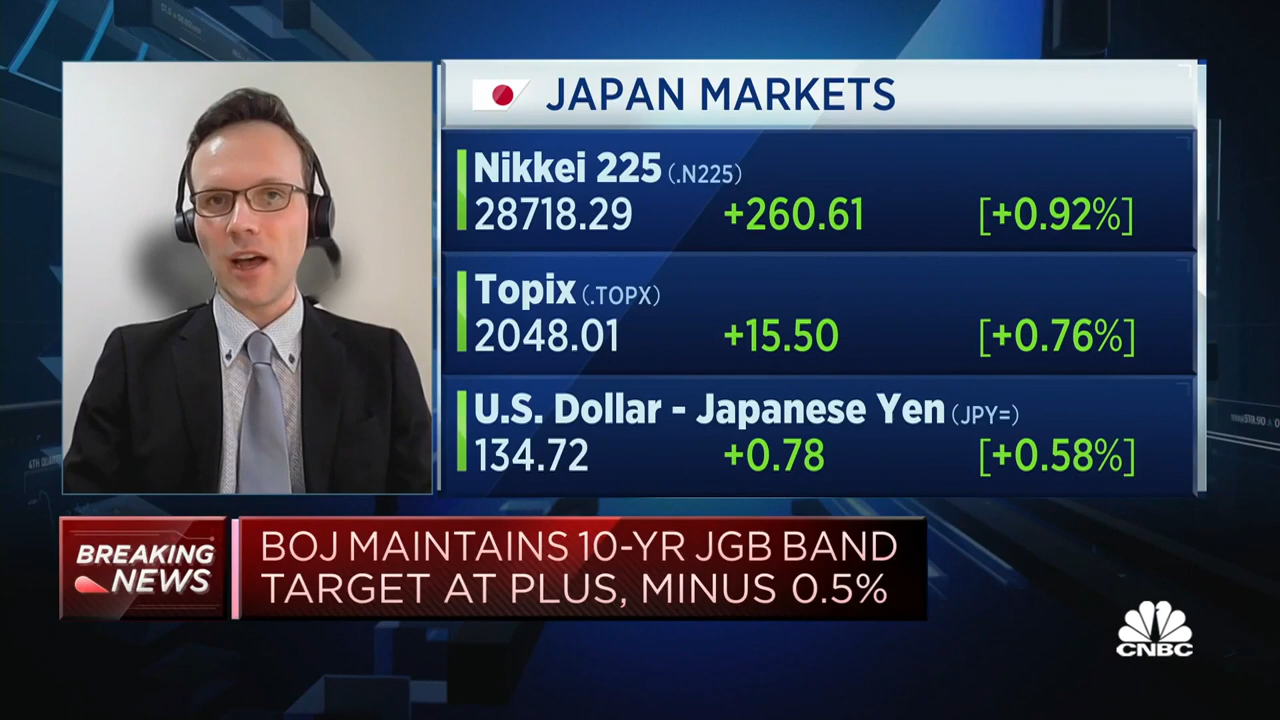 JAPAN MARKETS
Nikkei 225 (.N225)
28718.29 +260.61 [+0.92%]
Topix (.TOPX)
2048.01 +15.50 [+0.76%]
U.S. Dollar - Japanese Yen (JPY=)
134.72 +0.78 [+0.58%]
BREAKING
NEWS
BOJ MAINTAINS 10-YR JGB BAND
TARGET AT PLUS, MINUS 0.5%
CNBC